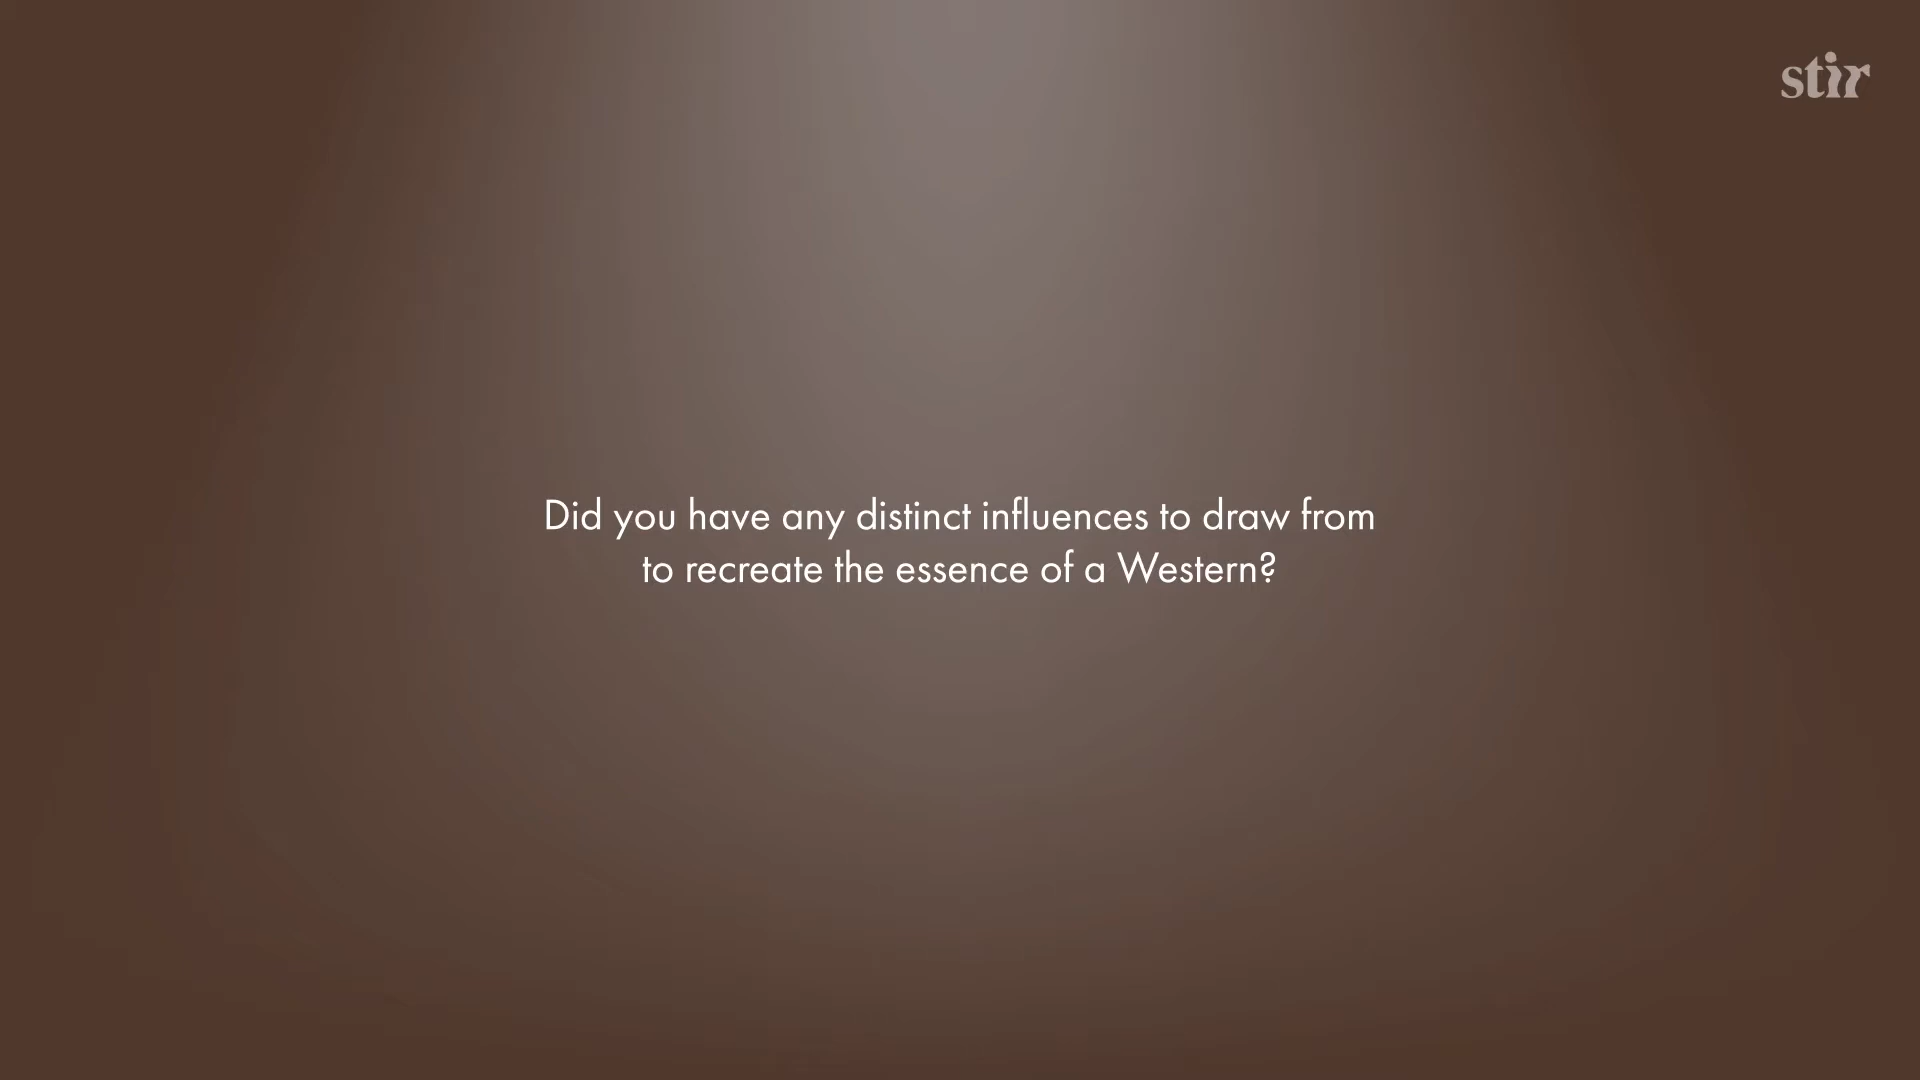 stir
Did you have any distinct influences to draw from
to recreate the essence of a Western?